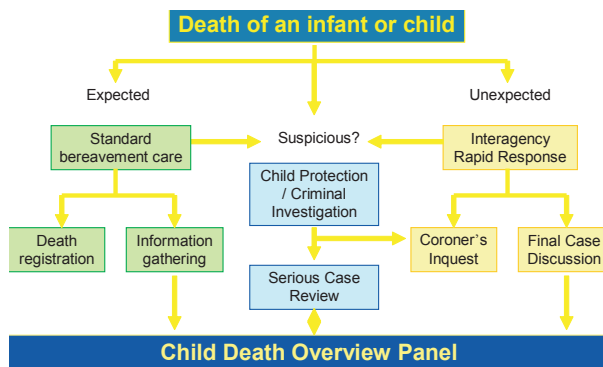 Death of an infant or child
Expected
Unexpected
Standard
bereavement care
Suspicious?
Interagency
Rapid Response
Child Protection
/ Criminal
Investigation
Death
registration
Information
gathering
Coroner's
Inquest
Final Case
Discussion
Serious Case
Review
Child Death Overview Panel